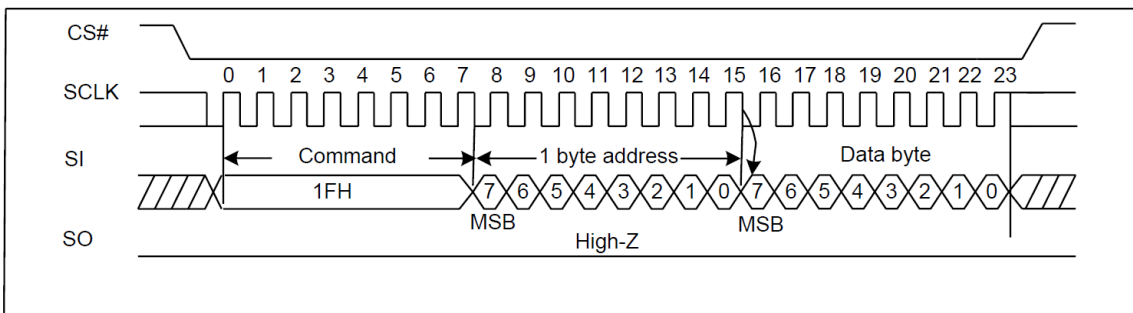 CS#
0 1 2 3 4 5 6 7 8 9 10 11 12 13 14 15 16 17 18 19 20 21 22 23
SCLK
SI Command 1 byte address Data byte
1FH 7 6 5 4 3 2 1 0 7 6 5 4 3 2 1 0
MSB MSB
SO High-Z